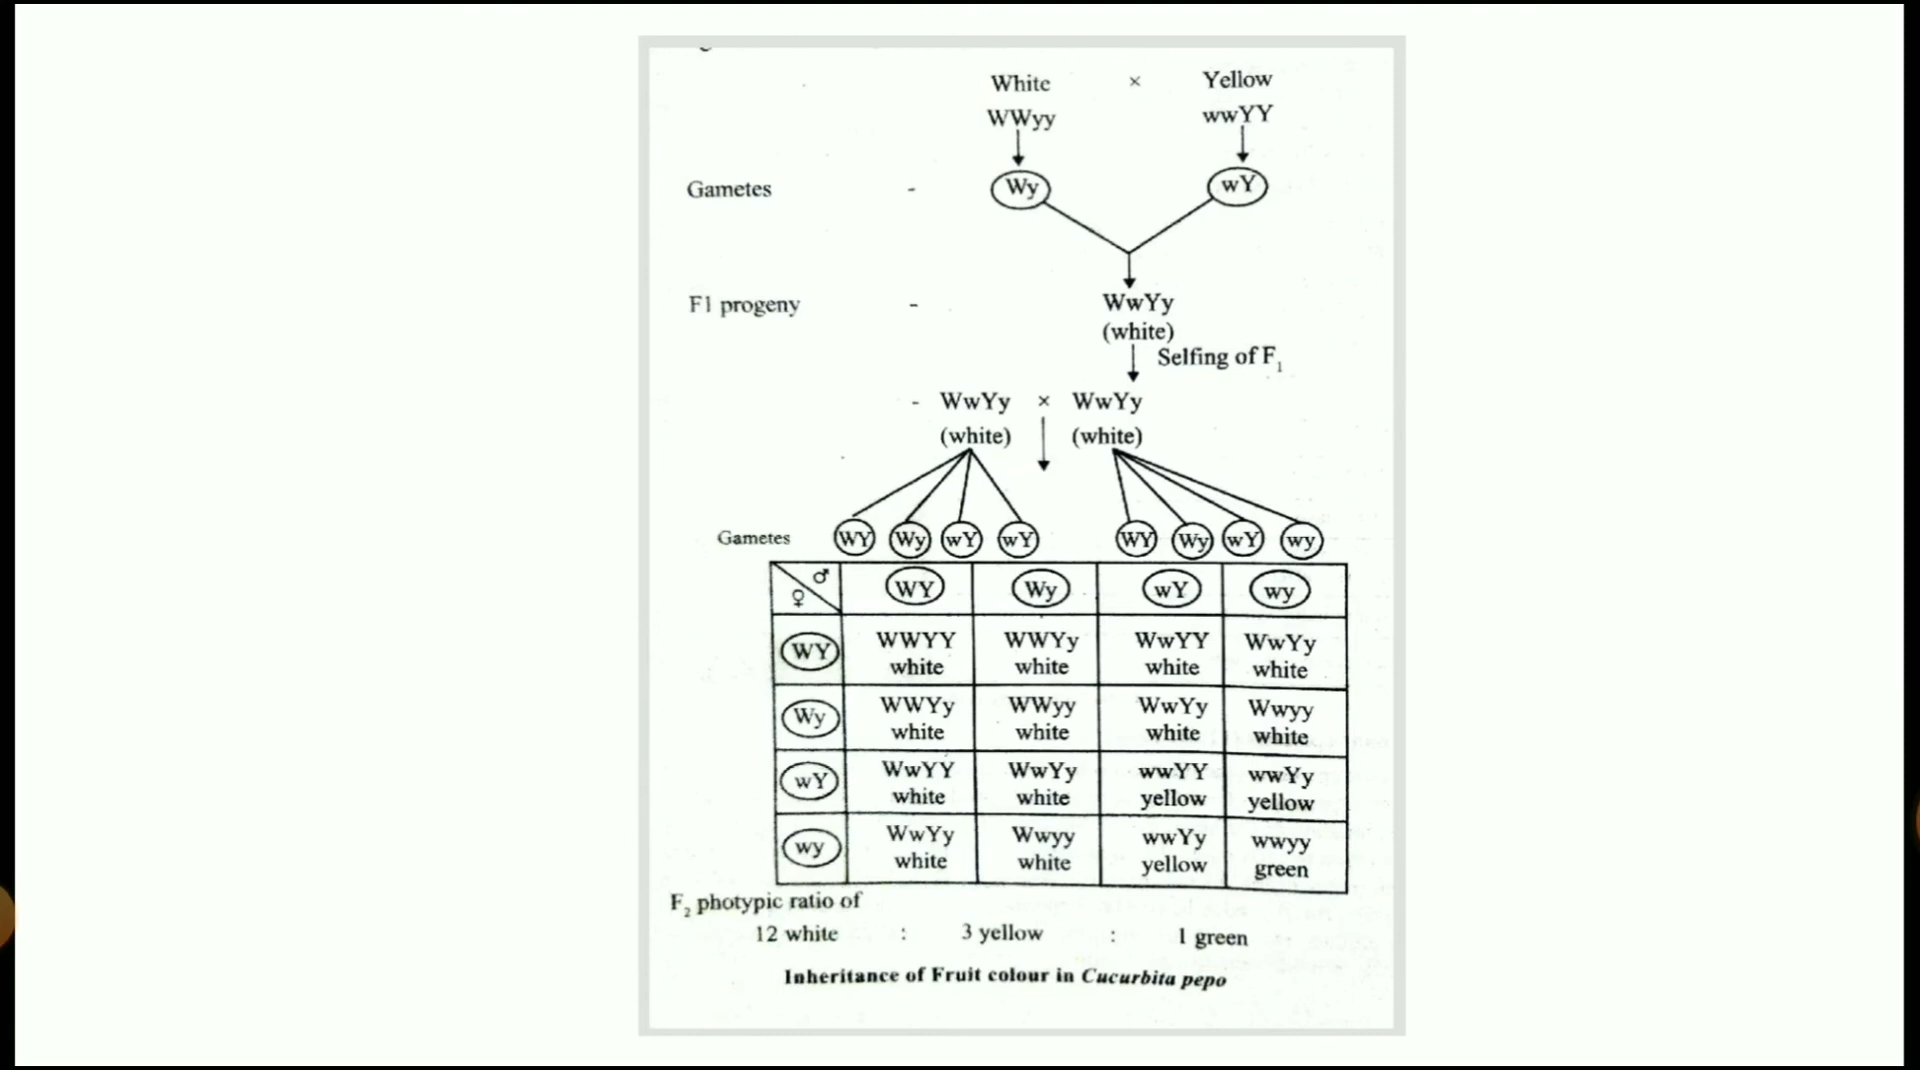 White × Yellow
WWyy wwYY
Gametes - Wy wY
F1 progeny - WwYy
(white)
Selfing of F1
- WwYy × WwYy
(white) (white)
Gametes WY Wy wY wY WY Wy wY wy
♂ WY Wy wY wy
♀
WY WWYY WWYy WwYY WwYy
white white white white
Wy WWYy WWyy WwYy Wwyy
white white white white
wY WwYY WwYy wwYY wwYy
white white yellow yellow
wy WwYy Wwyy wwYy wwyy
white white yellow green
F2 photypic ratio of
12 white : 3 yellow : 1 green
Inheritance of Fruit colour in Cucurbita pepo